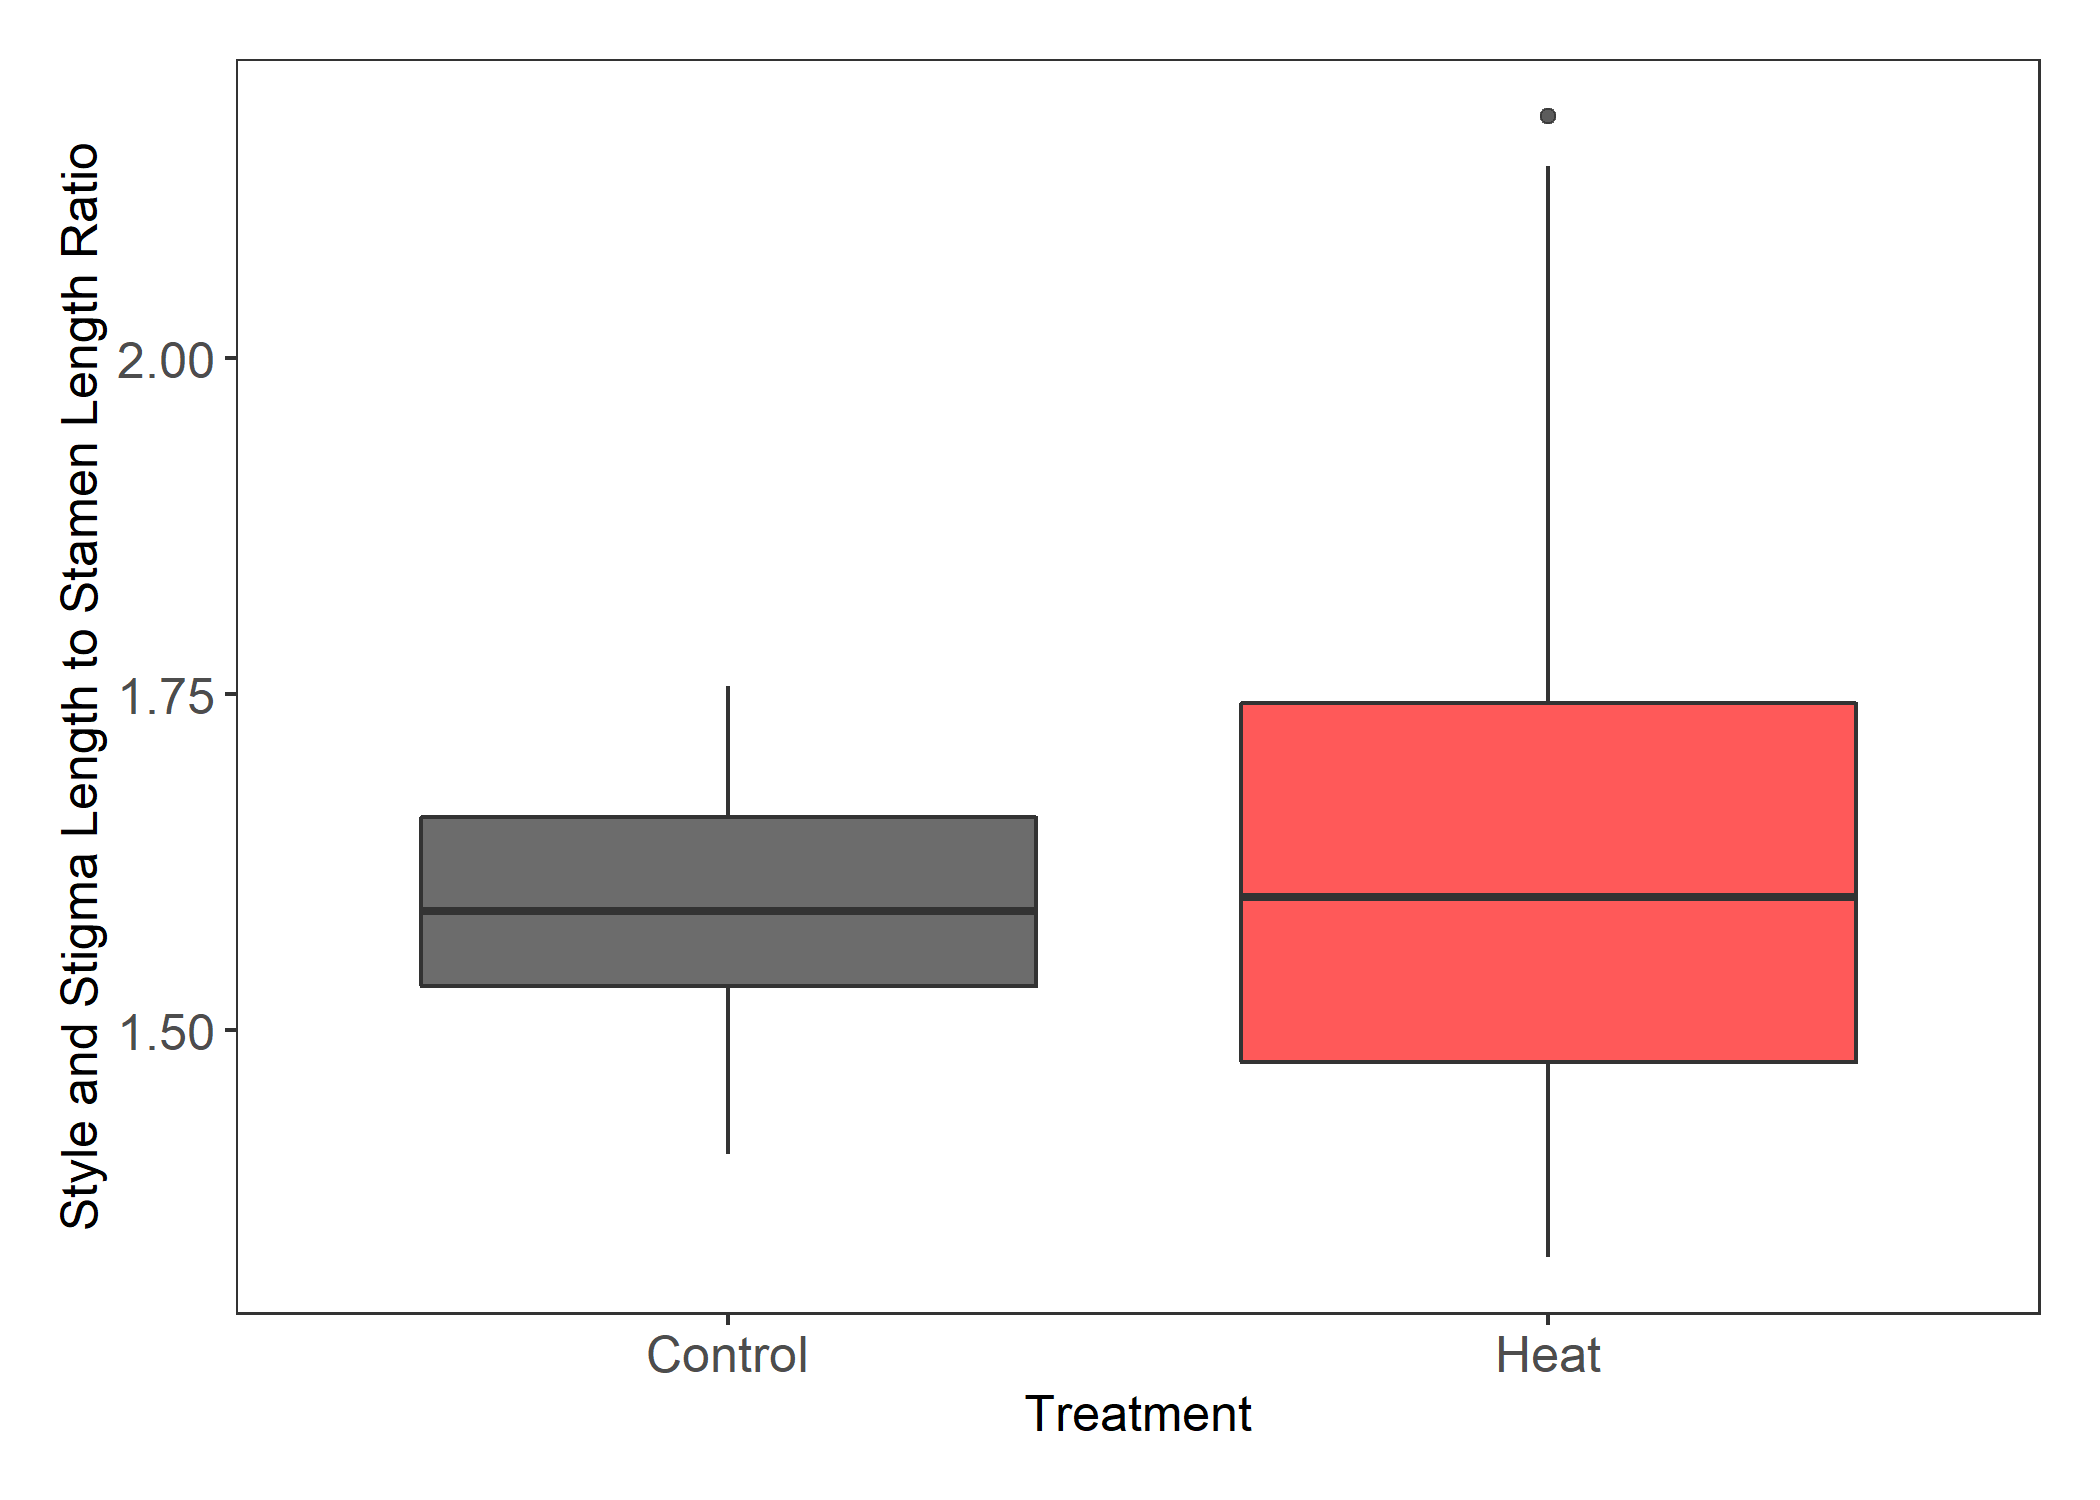 Style and Stigma Length to Stamen Length Ratio
2.00
1.75
1.50
Control
Heat
Treatment